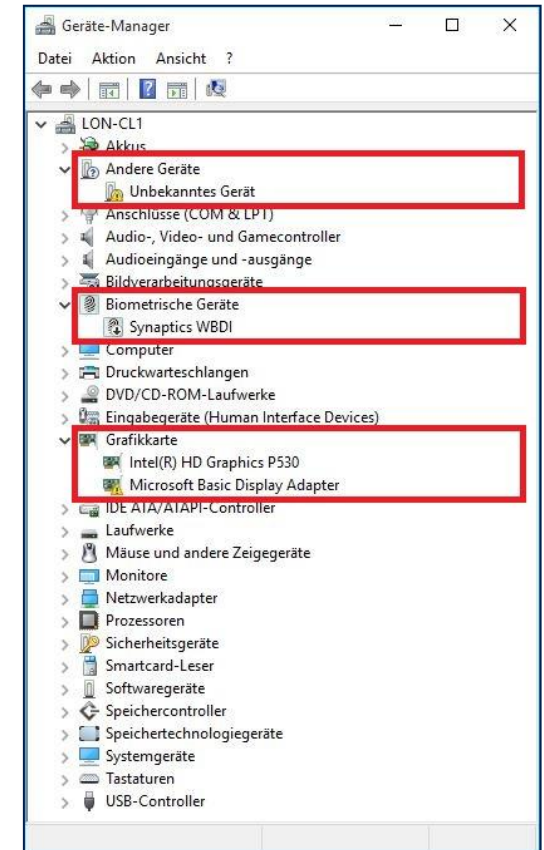 Geräte-Manager
Datei Aktion Ansicht ?
LON-CL1
Akkus
Andere Geräte
Unbekanntes Gerät
Anschlüsse (COM & LPT)
Audio-, Video- und Gamecontroller
Audioeingänge und -ausgänge
Bildverarbeitungsgeräte
Biometrische Geräte
Synaptics WBDI
Computer
Druckwarteschlangen
DVD/CD-ROM-Laufwerke
Eingabegeräte (Human Interface Devices)
Grafikkarte
Intel(R) HD Graphics P530
Microsoft Basic Display Adapter
IDE ATA/ATAPI-Controller
Laufwerke
Mäuse und andere Zeigegeräte
Monitore
Netzwerkadapter
Prozessoren
Sicherheitsgeräte
Smartcard-Leser
Softwaregeräte
Speichercontroller
Speichertechnologiegeräte
Systemgeräte
Tastaturen
USB-Controller